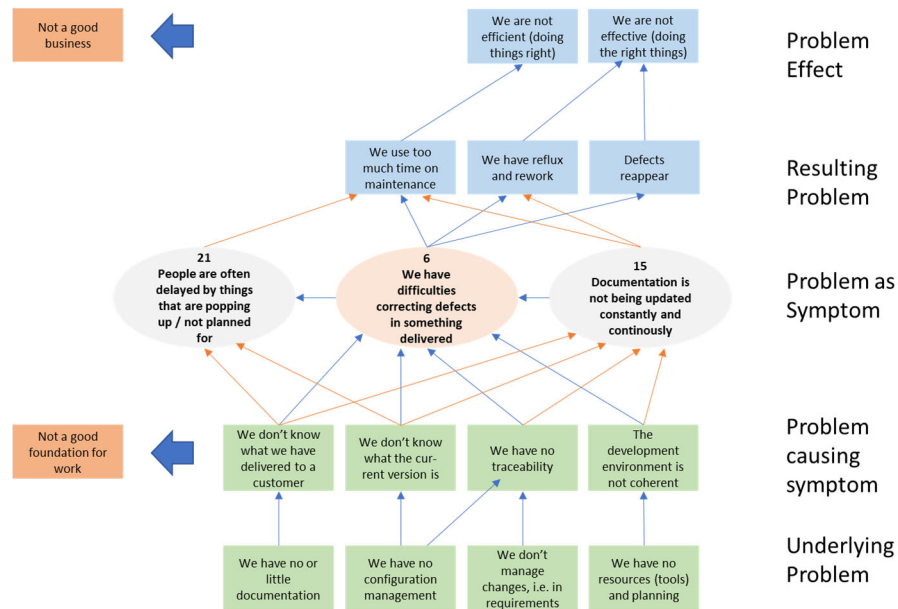 Not a good
business
We are not
efficient (doing
things right)
We are not
effective (doing
the right things)
Problem
Effect
We use too
much time on
maintenance
We have reflux
and rework
Defects
reappear
Resulting
Problem
21
People are often
delayed by things
that are popping
up / not planned
for
6
We have
difficulties
correcting defects
in something
delivered
15
Documentation is
not being updated
constantly and
continously
Problem as
Symptom
Not a good
foundation for
work
We don't know
what we have
delivered to a
customer
We don't know
what the cur-
rent version is
We have no
traceability
The
development
environment is
not coherent
Problem
causing
symptom
We have no or
little
documentation
We have no
configuration
management
We don't
manage
changes, i.e. in
requirements
We have no
resources (tools)
and planning
Underlying
Problem